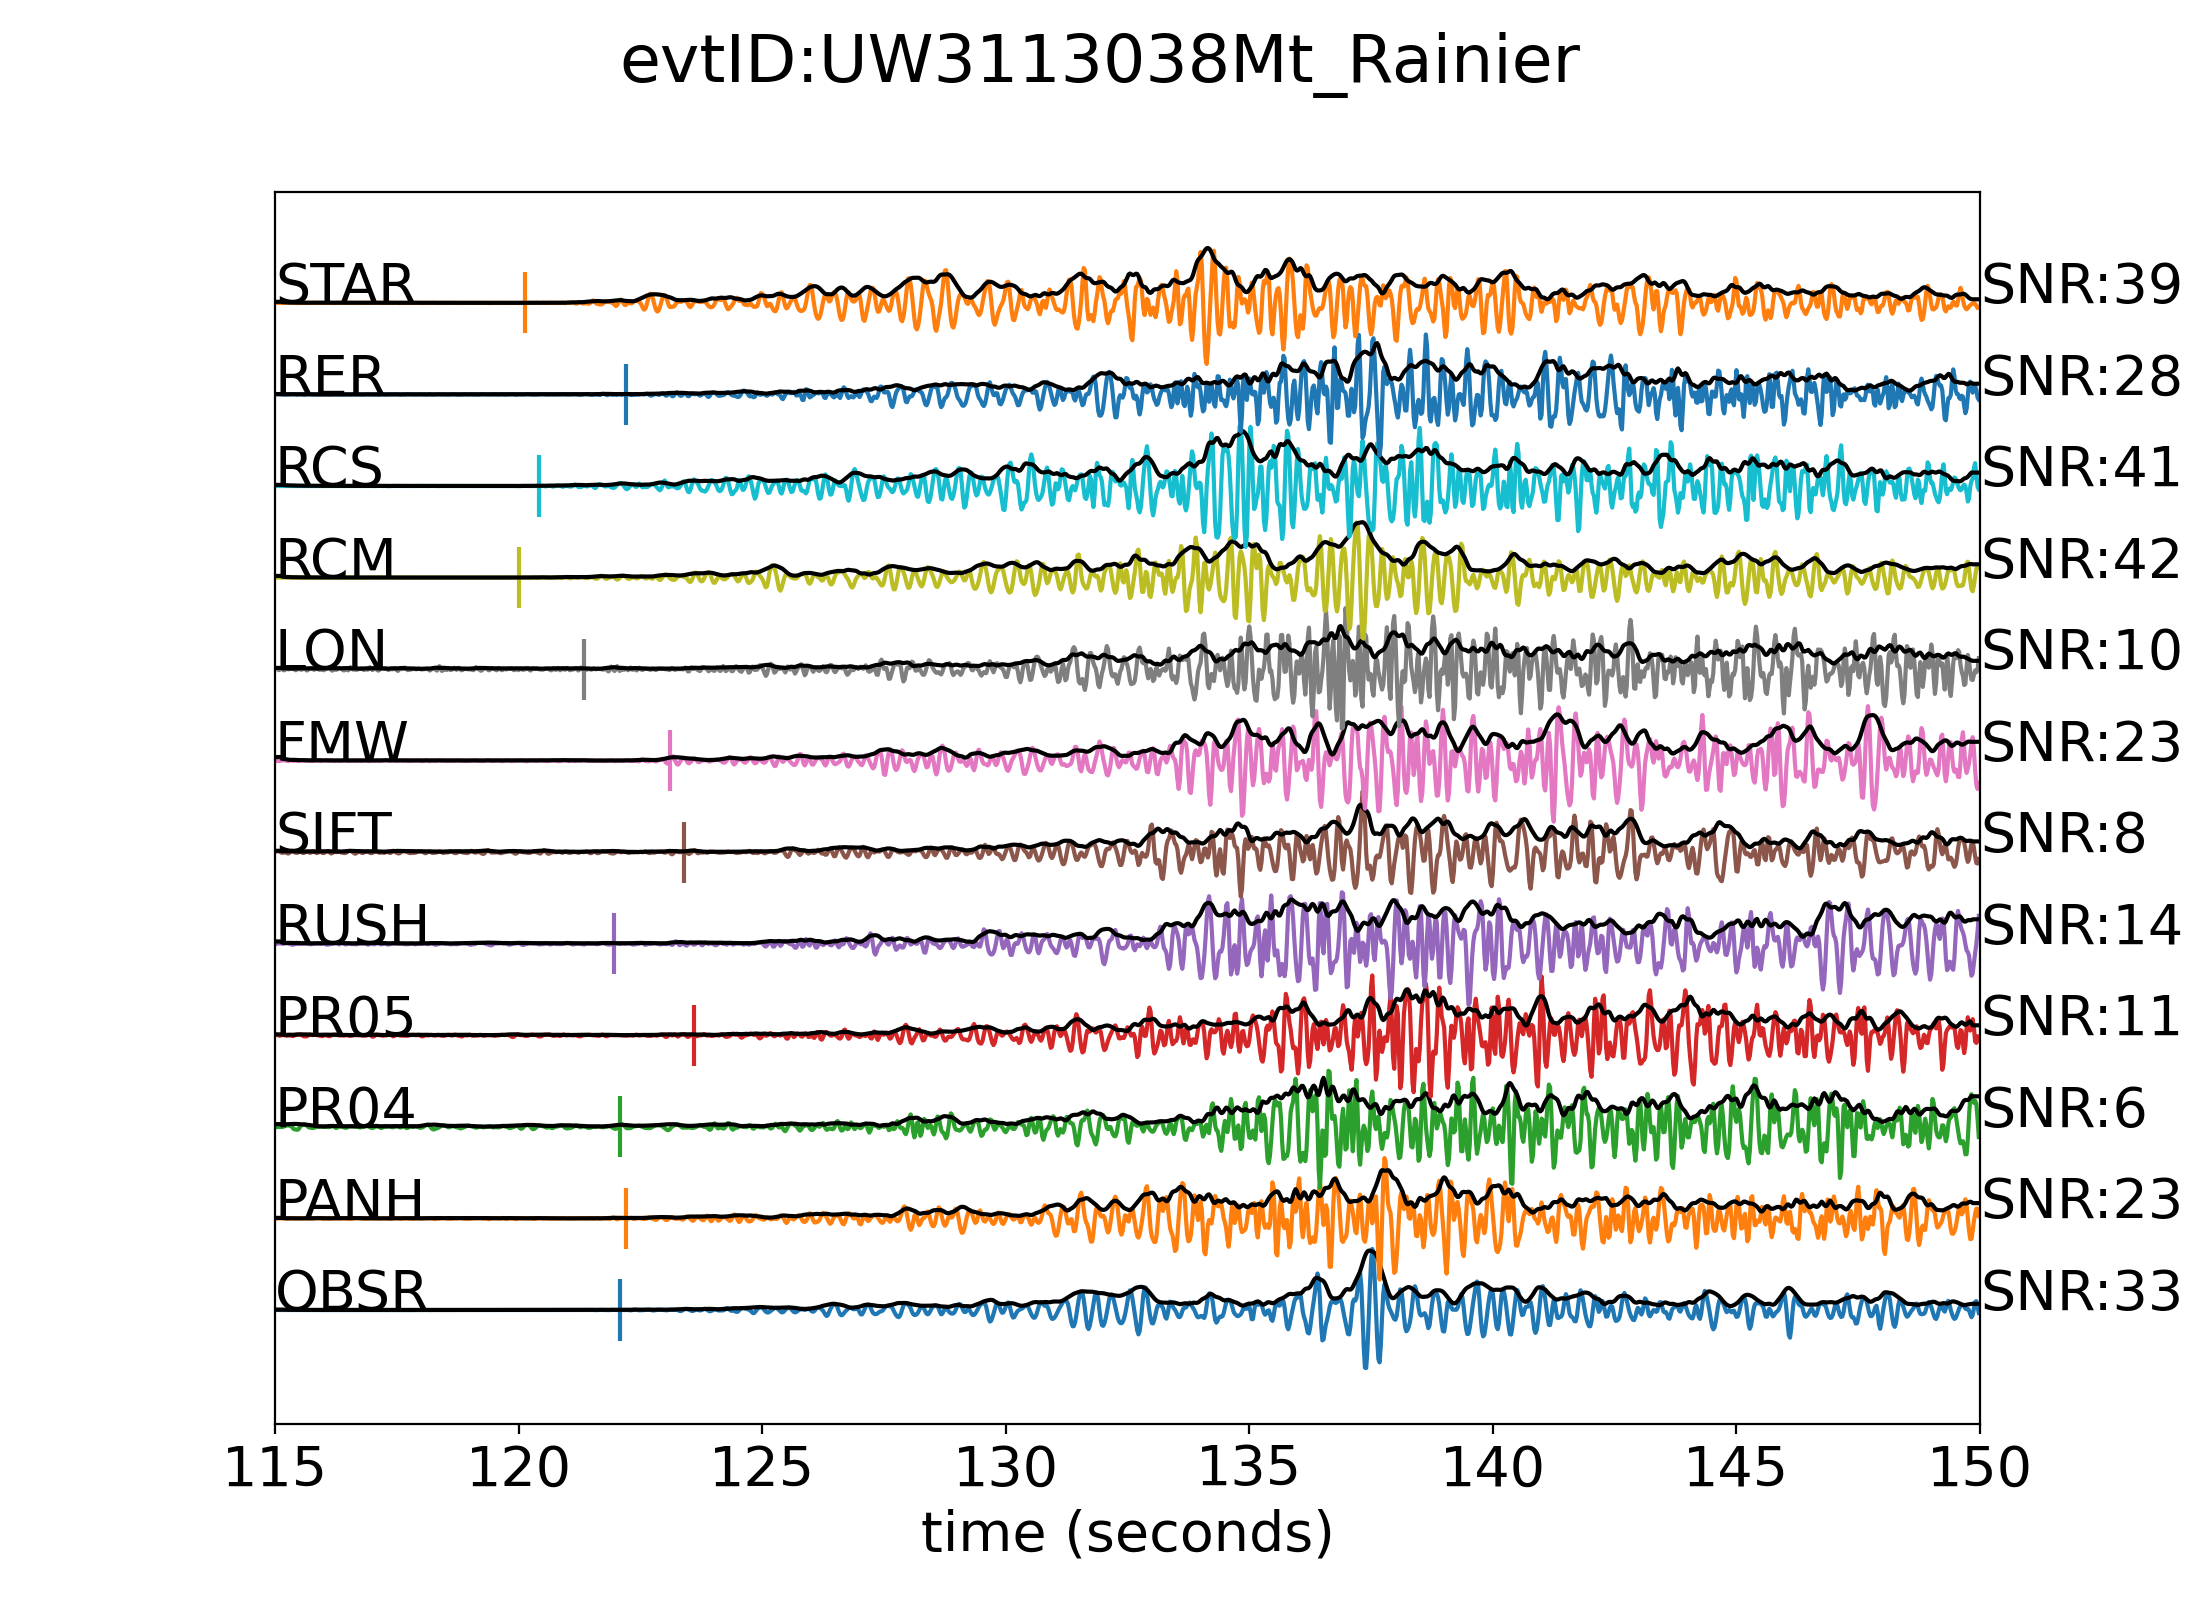 evtID:UW3113038Mt_Rainier
STAR SNR:39
RER SNR:28
RCS SNR:41
RCM SNR:42
LON SNR:10
FMW SNR:23
SIFT SNR:8
RUSH SNR:14
PR05 SNR:11
PR04 SNR:6
PANH SNR:23
OBSR SNR:33
115 120 125 130 135 140 145 150
time (seconds)